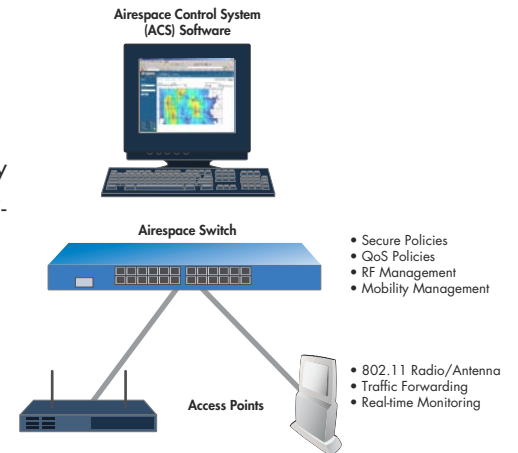 Airespace Control System
(ACS) Software
y
-
Airespace Switch
• Secure Policies
• QoS Policies
• RF Management
• Mobility Management
• 802.11 Radio/Antenna
• Traffic Forwarding
• Real-time Monitoring
Access Points